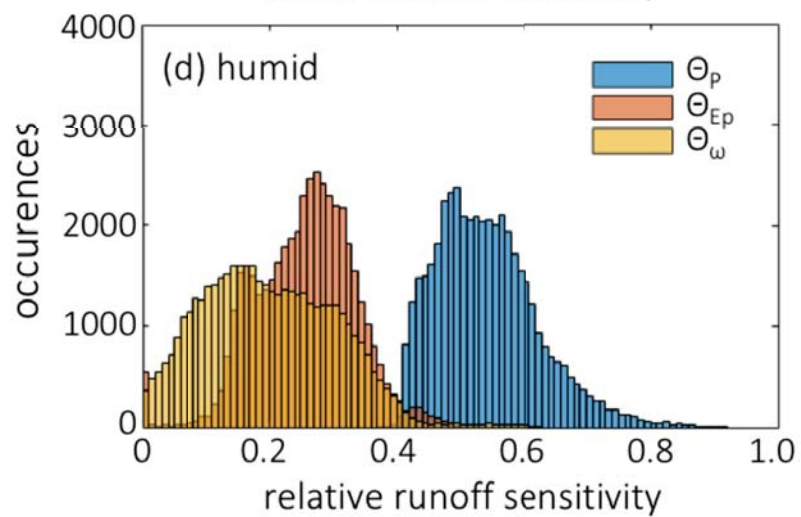 4000
(d) humid
Θ_P
Θ_Ep
Θ_ω
3000
2000
1000
0
occurences
0 0.2 0.4 0.6 0.8 1.0
relative runoff sensitivity